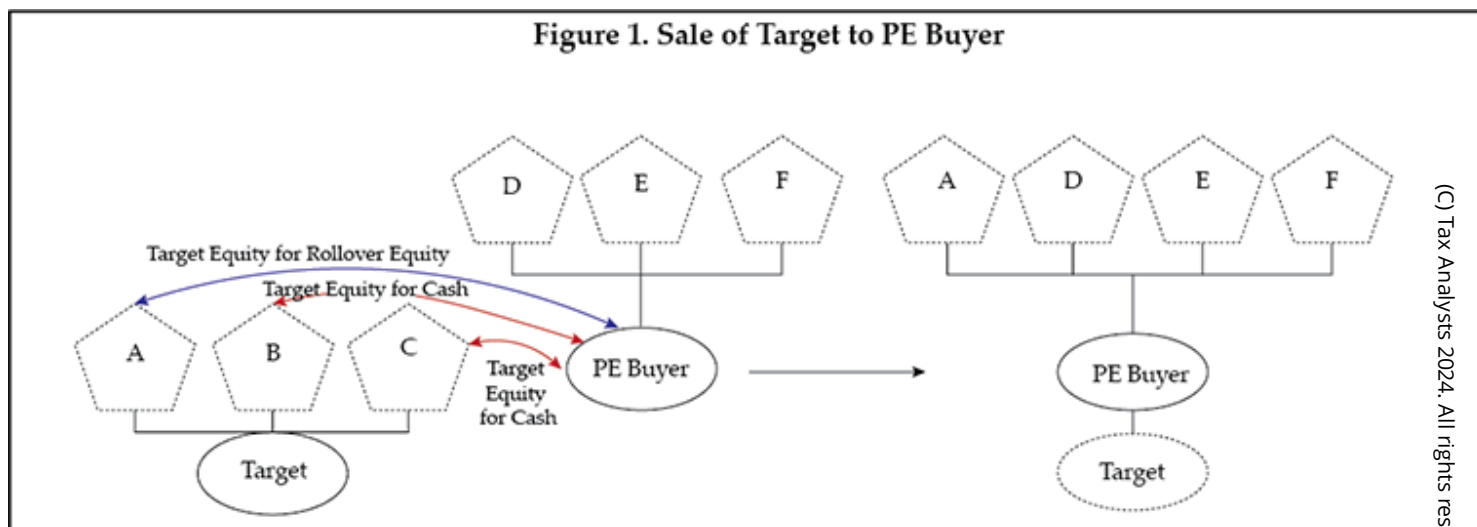 Figure 1. Sale of Target to PE Buyer
D
E
F
A
D
E
F
Target Equity for Rollover Equity
Target Equity for Cash
A
B
C
Target
Equity
for Cash
PE Buyer
PE Buyer
Target
Target
(C) Tax Analysts 2024. All rights res